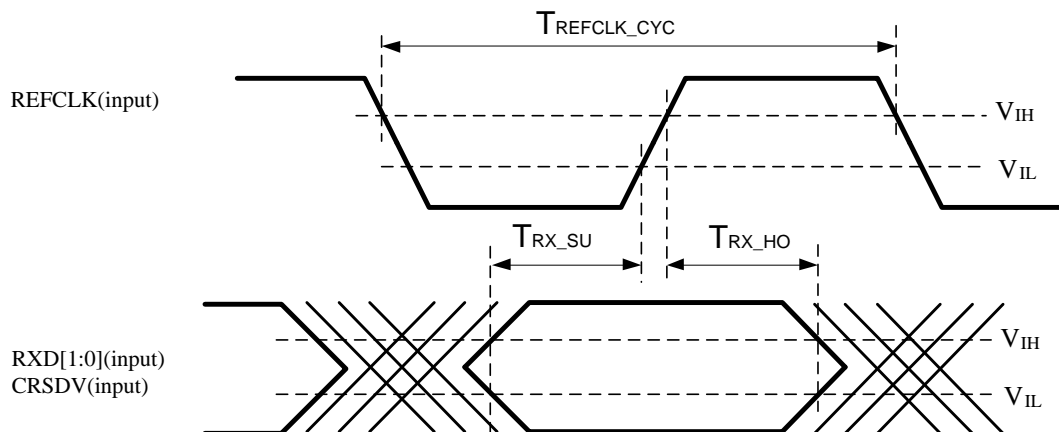 TREFCLK_CYC
REFCLK(input)
VIH
VIL
TRX_SU
TRX_HO
RXD[1:0](input)
CRSDV(input)
VIH
VIL